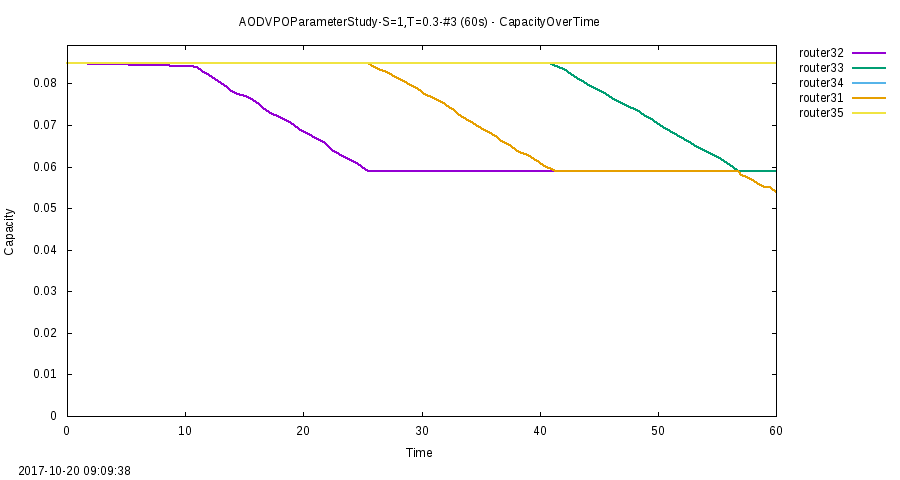 AODVPOParameterStudy-S=1,T=0.3-#3 (60s) - CapacityOverTime
router32
router33
router34
router31
router35
0.08
0.07
0.06
0.05
0.04
0.03
0.02
0.01
0
Capacity
0 10 20 30 40 50 60
Time
2017-10-20 09:09:38